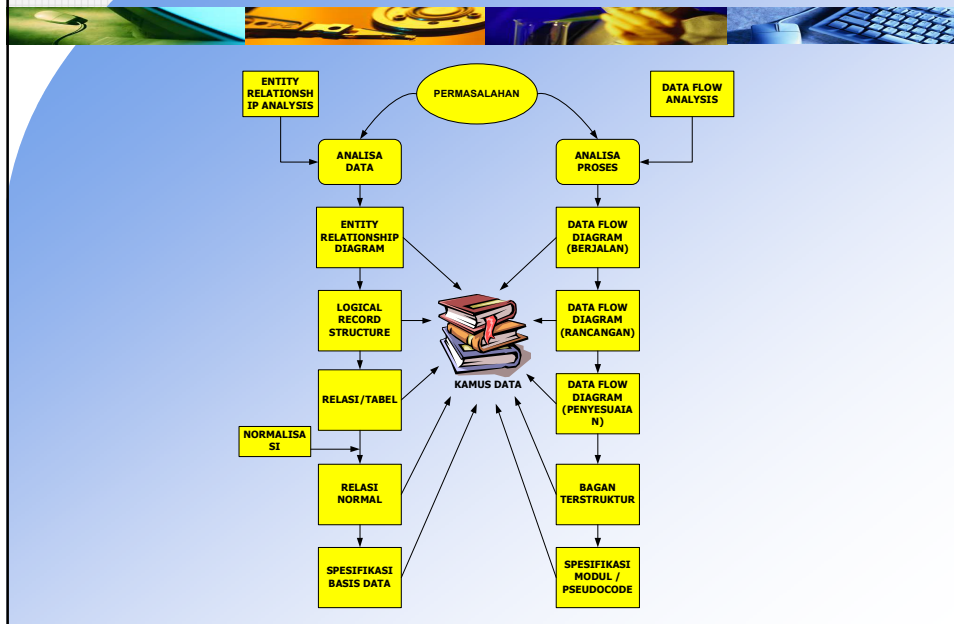 ENTITY
RELATIONSH
IP ANALYSIS
PERMASALAHAN
DATA FLOW
ANALYSIS
ANALISA
DATA
ANALISA
PROSES
ENTITY
RELATIONSHIP
DIAGRAM
DATA FLOW
DIAGRAM
(BERJALAN)
LOGICAL
RECORD
STRUCTURE
DATA FLOW
DIAGRAM
(RANCANGAN)
KAMUS DATA
RELASI/TABEL
DATA FLOW
DIAGRAM
(PENYESUAIA
N)
NORMALISA
SI
RELASI
NORMAL
BAGAN
TERSTRUKTUR
SPESIFIKASI
BASIS DATA
SPESIFIKASI
MODUL /
PSEUDOCODE